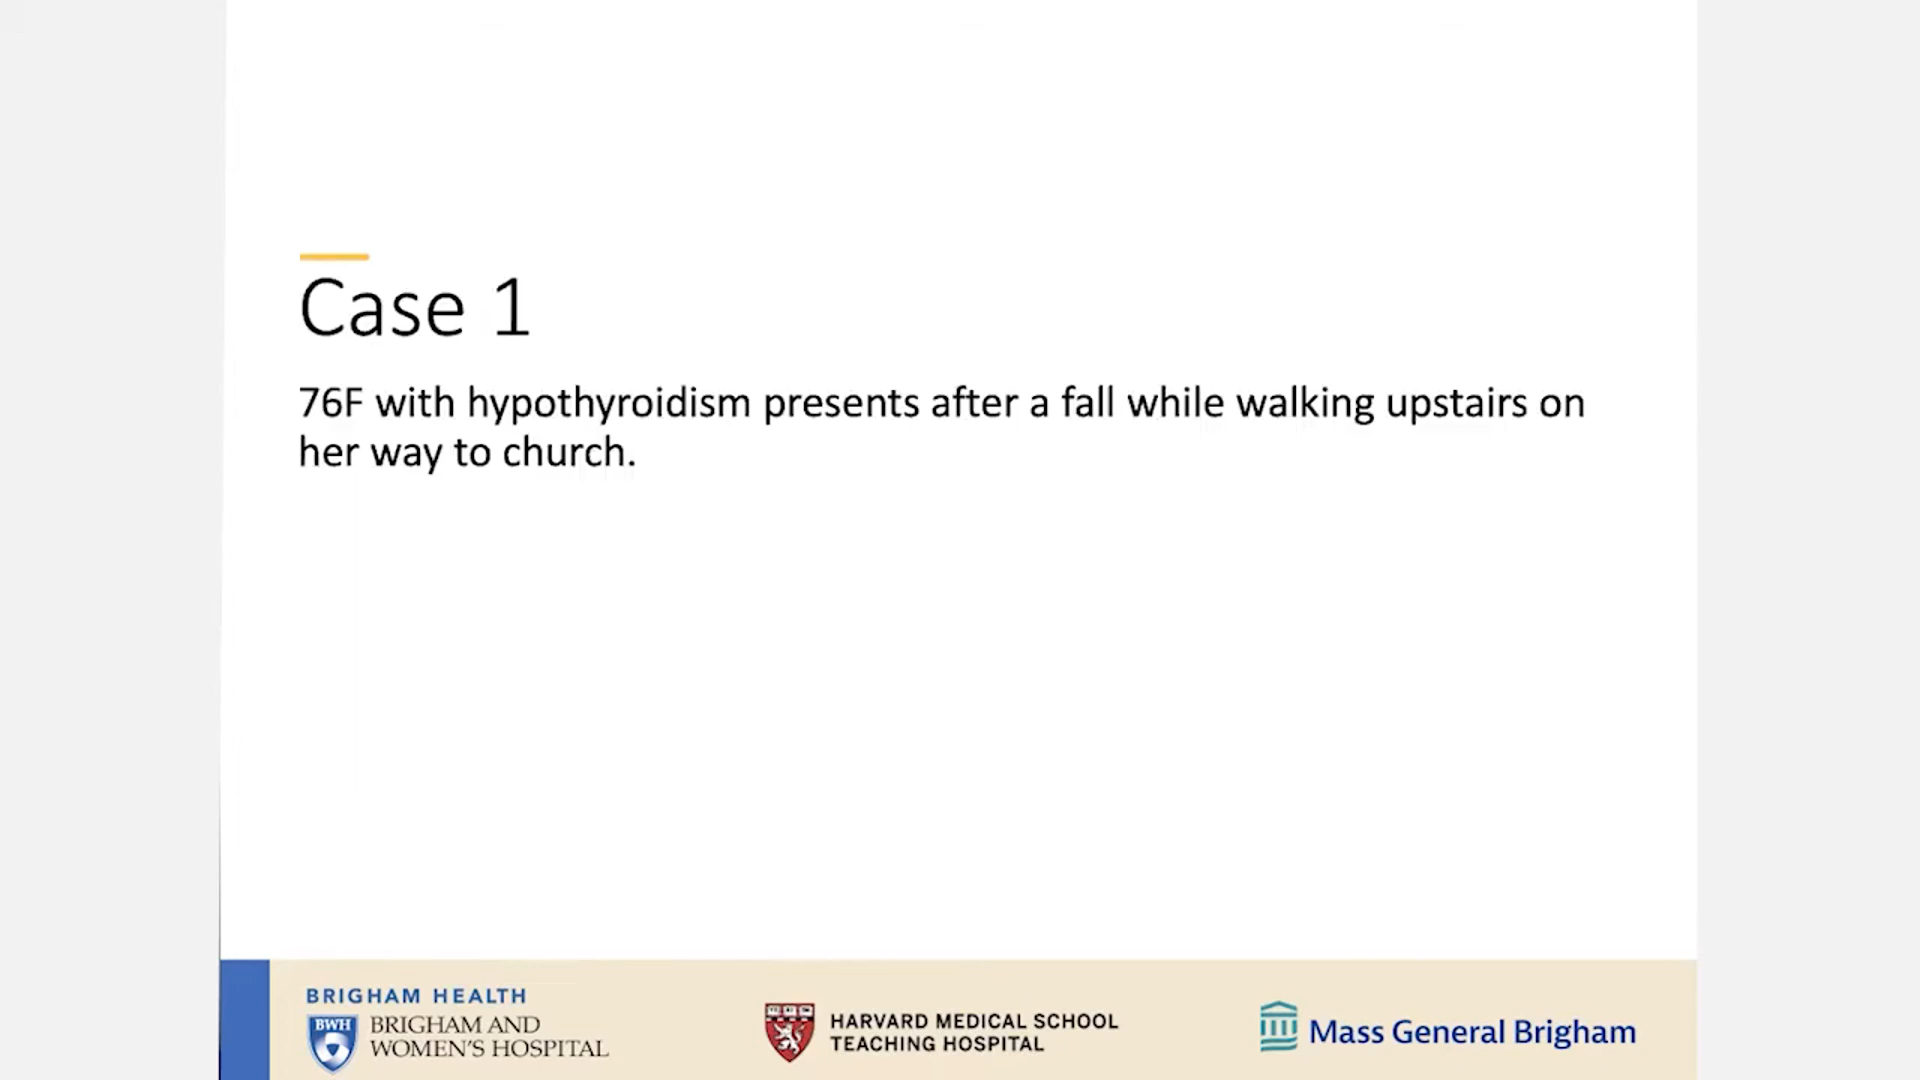 Case 1
76F with hypothyroidism presents after a fall while walking upstairs on
her way to church.
BRIGHAM HEALTH
BWH
BRIGHAM AND
WOMEN'S HOSPITAL
HARVARD MEDICAL SCHOOL
TEACHING HOSPITAL
Mass General Brigham